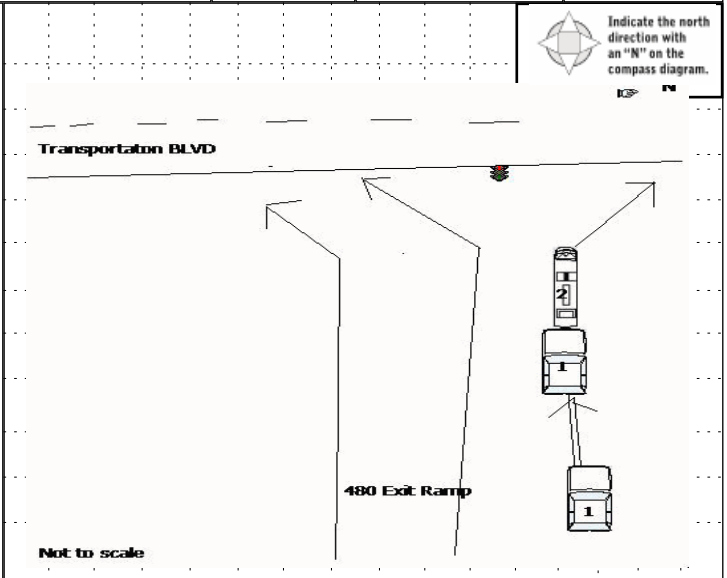 Indicate the north
direction with
an "N" on the
compass diagram.
N
Transportaton BLVD
2
1
480 Exit Ramp
1
Not to scale